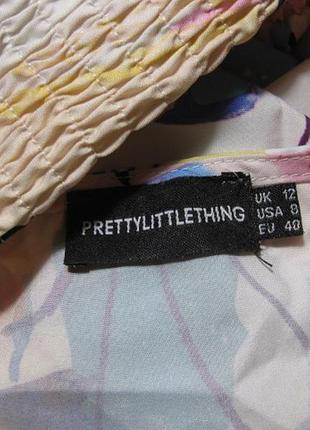 PRETTYLITTLETHING
UK 12
USA 8
EU 40